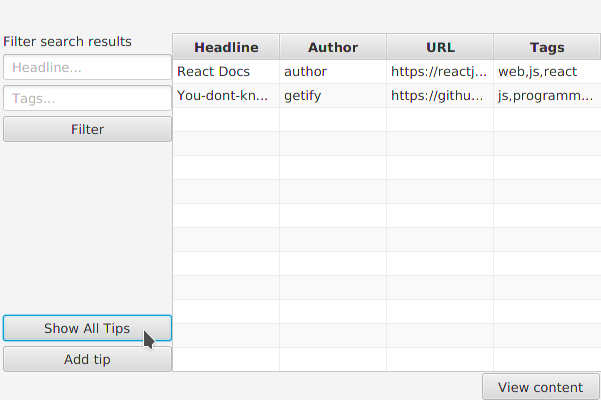 Filter search results
Headline...
Tags...
Filter
Show All Tips
Add tip
Headline Author URL Tags
React Docs author https://reactj... web,js,react
You-dont-kn... getify https://githu... js,programm...
View content